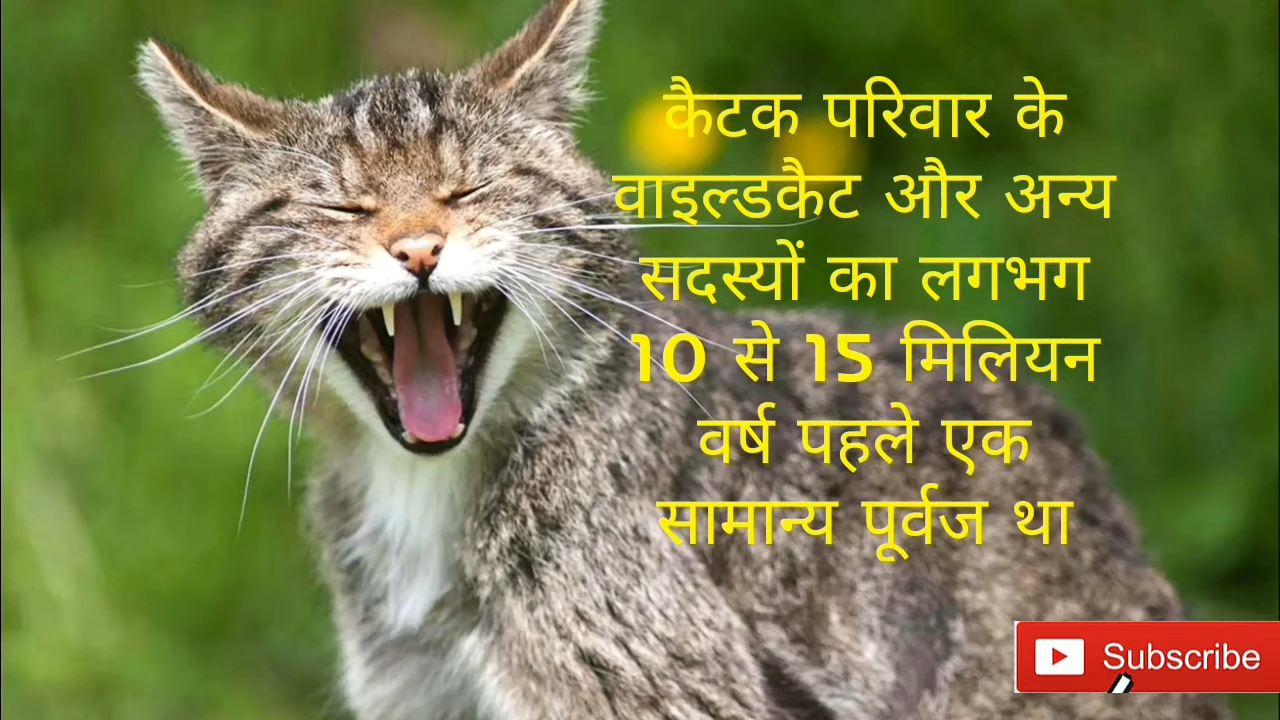 कैटक परिवार के
वाइल्डकैट और अन्य
सदस्यों का लगभग
10 से 15 मिलियन
वर्ष पहले एक
सामान्य पूर्वज था
Subscribe